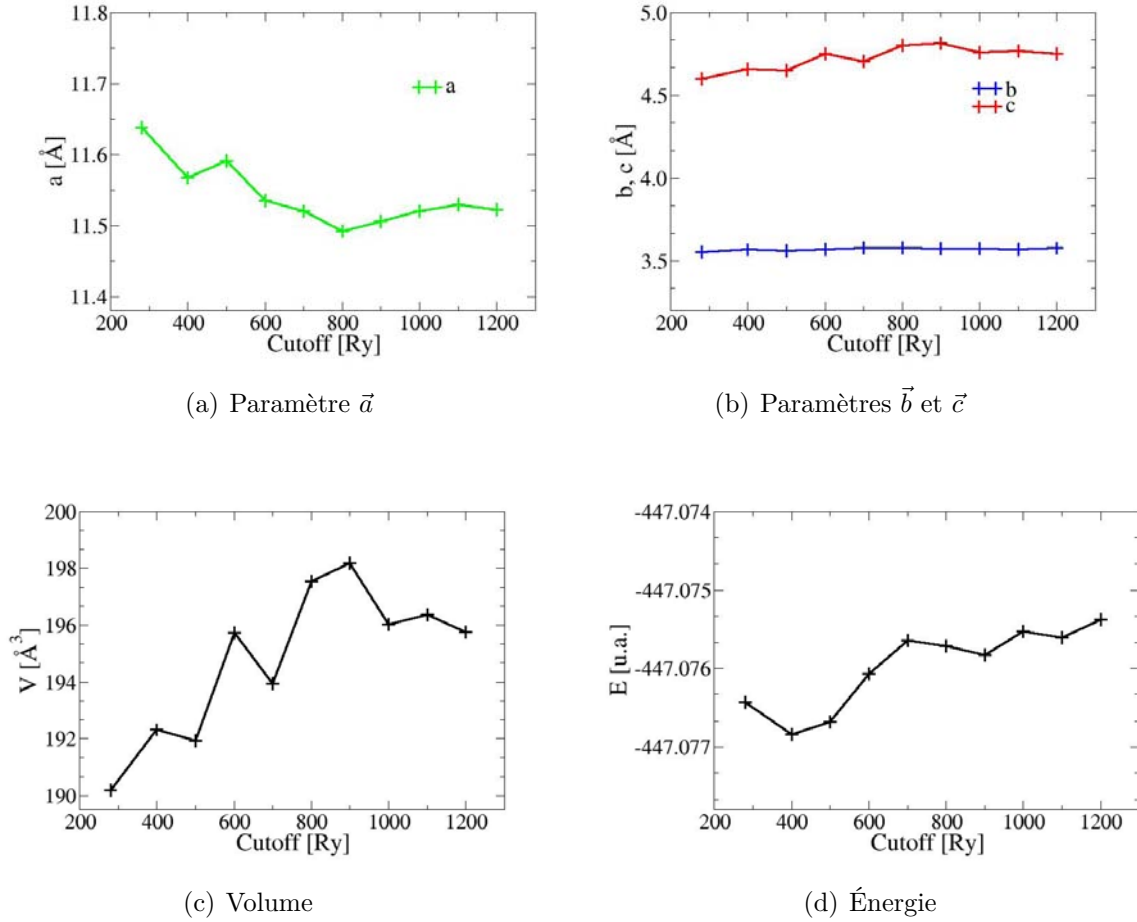 11.8
11.7
11.6
11.5
11.4
a [Å]
a
200 400 600 800 1000 1200
Cutoff [Ry]
(a) Paramètre $\vec{a}$
5.0
4.5
4.0
3.5
b, c [Å]
b
c
200 400 600 800 1000 1200
Cutoff [Ry]
(b) Paramètres $\vec{b}$ et $\vec{c}$
200
198
196
194
192
190
V [Å³]
200 400 600 800 1000 1200
Cutoff [Ry]
(c) Volume
-447.074
-447.075
-447.076
-447.077
E [u.a.]
200 400 600 800 1000 1200
Cutoff [Ry]
(d) Énergie